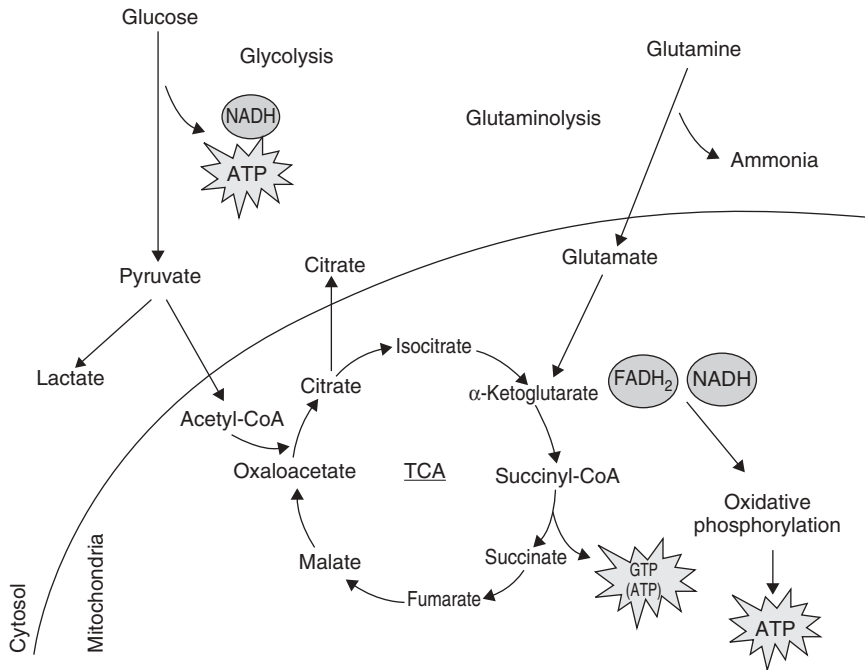 Glucose
Glycolysis
Glutamine
NADH
ATP
Glutaminolysis
Ammonia
Pyruvate
Citrate
Glutamate
Lactate
Isocitrate
Citrate
α-Ketoglutarate
FADH₂
NADH
Acetyl-CoA
Oxaloacetate
TCA
Succinyl-CoA
Oxidative
phosphorylation
Malate
Succinate
GTP
(ATP)
Fumarate
ATP
Cytosol
Mitochondria